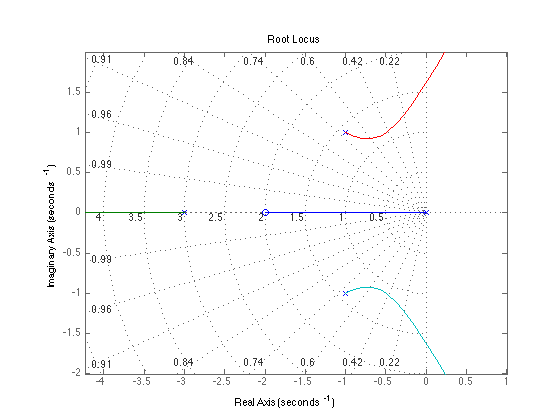 Root Locus
0.91 0.84 0.74 0.6 0.42 0.22
0.96
0.99
4 3.5 3 2.5 2 1.5 1 0.5
0.99
0.96
0.91 0.84 0.74 0.6 0.42 0.22
1.5
1
0.5
0
-0.5
-1
-1.5
-2
-4 -3.5 -3 -2.5 -2 -1.5 -1 -0.5 0 0.5 1
Real Axis (seconds -1)
Imaginary Axis (seconds -1)